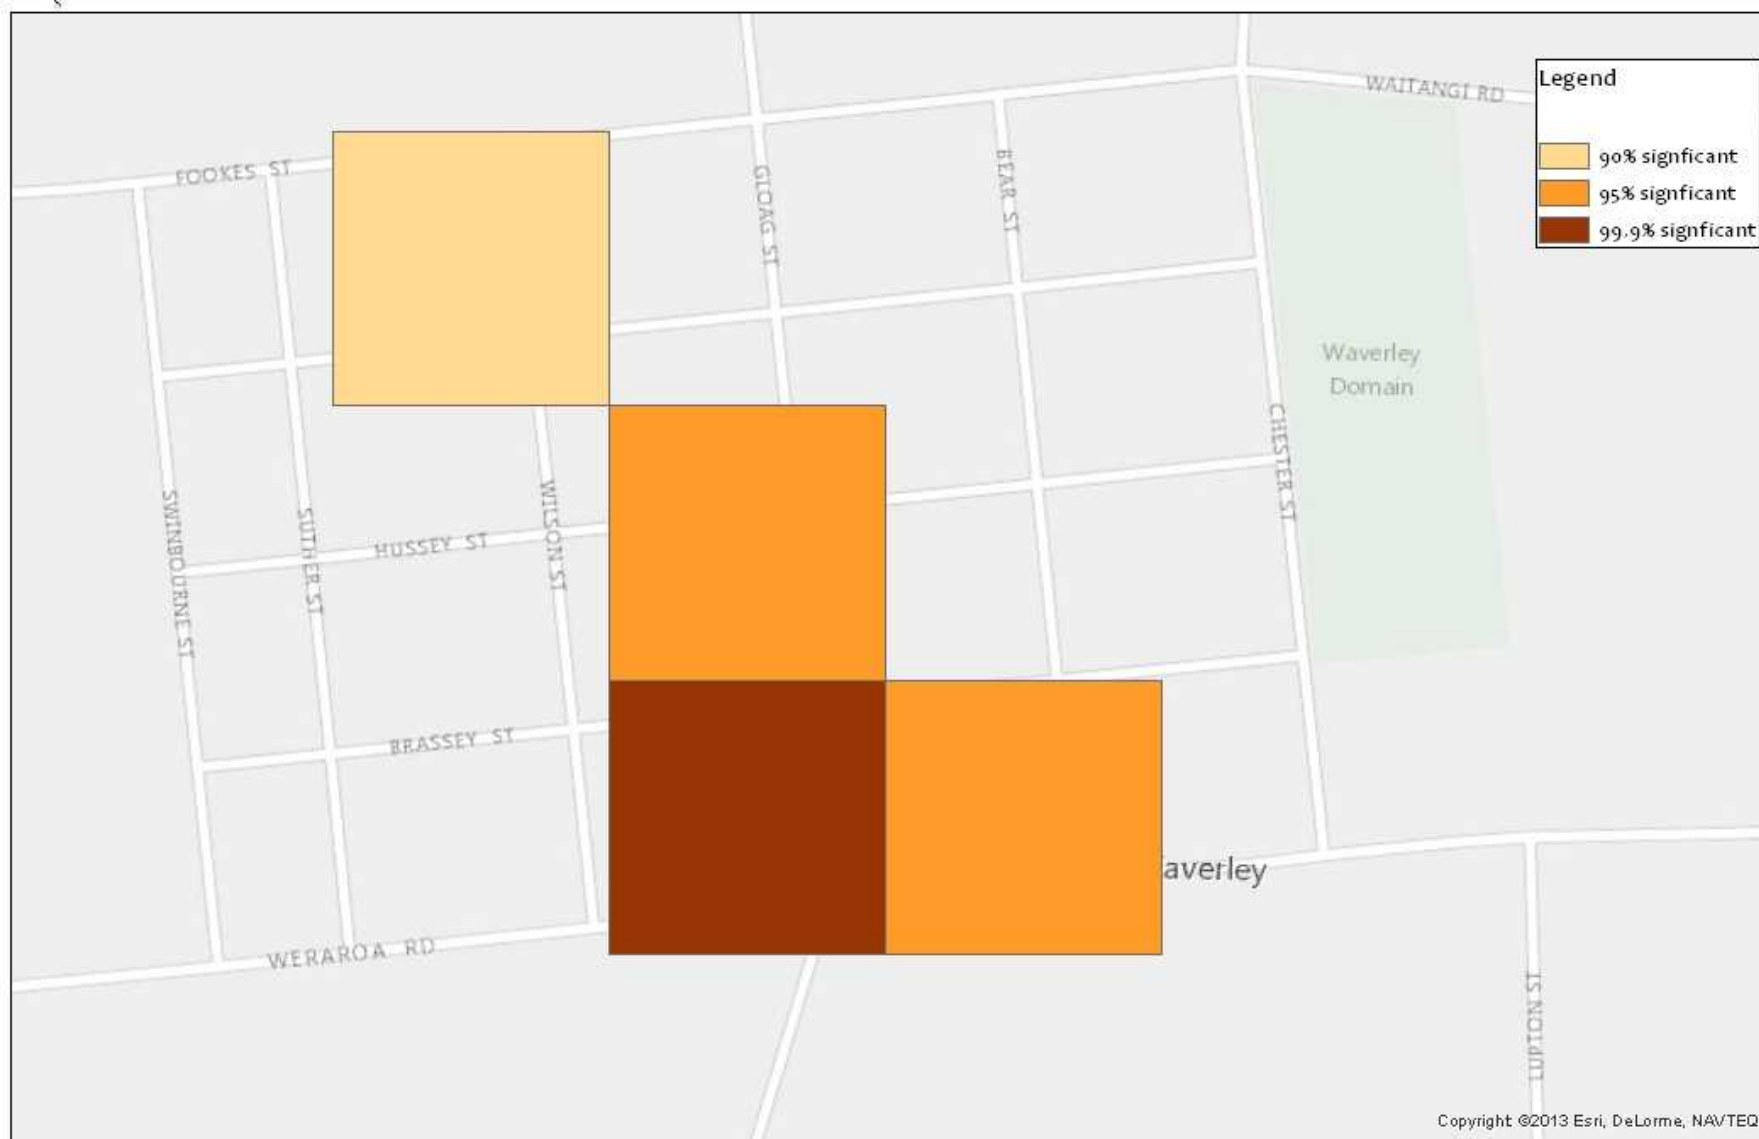 Legend
WAITANGI RD
90% signficant
FOOKES ST
95% signficant
GLOAG ST
BEAR ST
99.9% signficant
Waverley
Domain
CHESTER ST
SWINBOURNE ST
SUTHER ST
WILSON ST
HUSSEY ST
BRASSEY ST
averley
WERAROA RD
LUPTON ST
Copyright ©2013 Esri, DeLorme, NAVTEQ